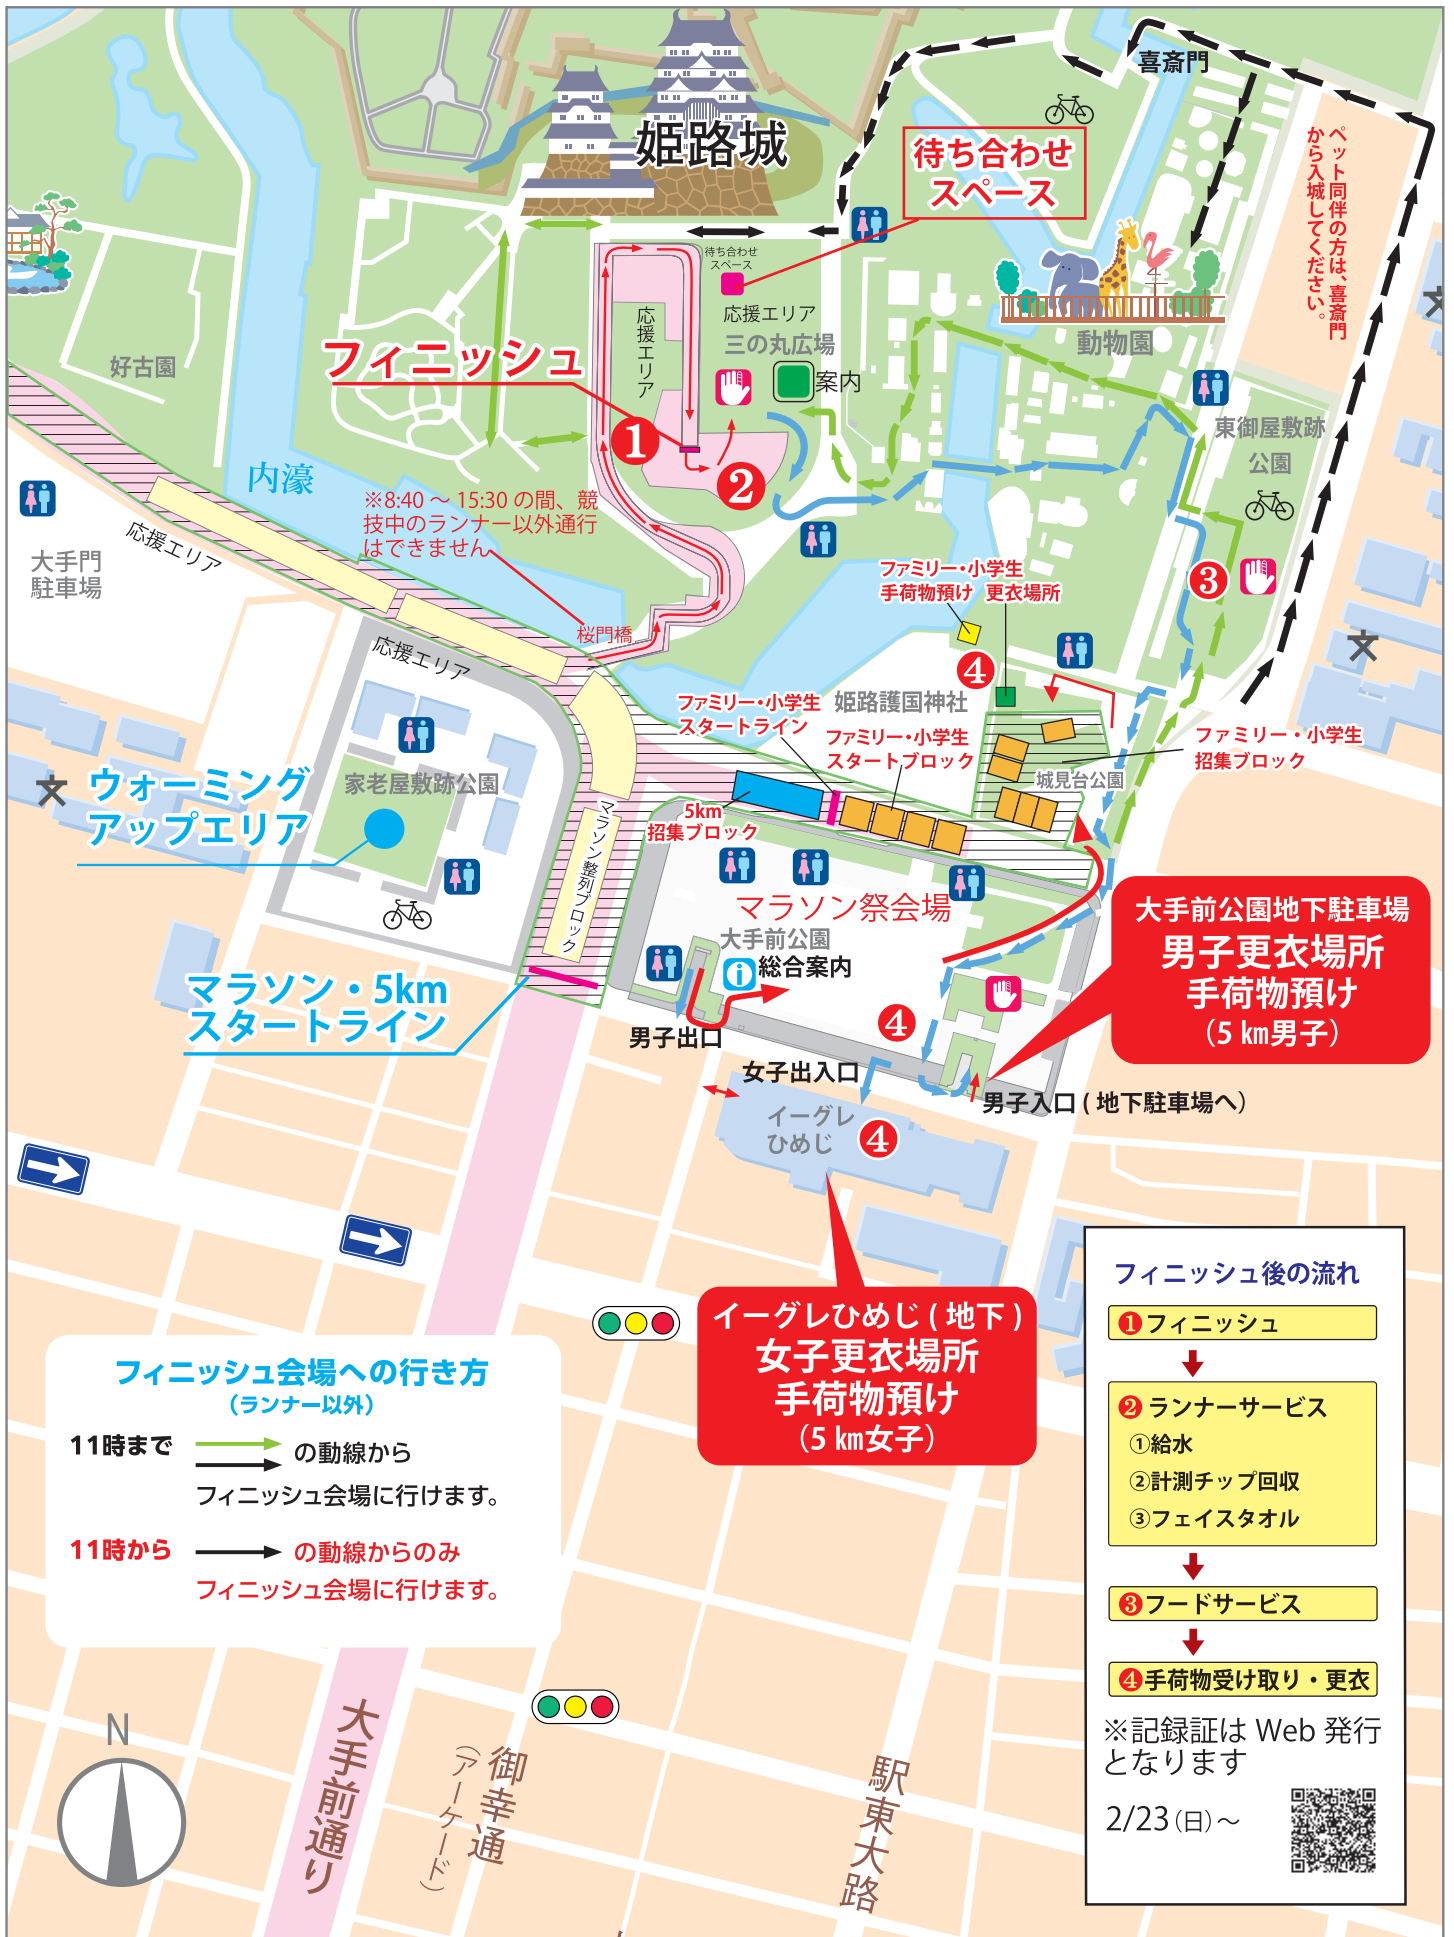 喜斎門
姫路城
待ち合わせ
スペース
ペット同伴の方は、喜斎門
から入城してください。
待ち合わせ
スペース
応援エリア
応援エリア
三の丸広場
動物園
フィニッシュ
案内
好古園
1
2
東御屋敷跡
公園
内濠
※8:40 ～ 15:30 の間、競
技中のランナー以外通行
はできません
応援エリア
大手門
駐車場
ファミリー・小学生
手荷物預け 更衣場所
3
桜門橋
応援エリア
4
姫路護国神社
ファミリー・小学生
スタートライン
ファミリー・小学生
スタートブロック
ファミリー・小学生
招集ブロック
城見台公園
ウォーミング
アップエリア
家老屋敷跡公園
5km
招集ブロック
マラソン整列ブロック
マラソン祭会場
大手前公園
i
総合案内
大手前公園地下駐車場
男子更衣場所
手荷物預け
（5 ㎞男子）
マラソン・5km
スタートライン
4
男子出口
女子出入口
男子入口 ( 地下駐車場へ）
イーグレ
ひめじ
4
イーグレひめじ ( 地下 )
女子更衣場所
手荷物預け
（5 ㎞女子）
フィニッシュ会場への行き方
（ランナー以外）
11時まで
の動線から
フィニッシュ会場に行けます。
11時から
の動線からのみ
フィニッシュ会場に行けます。
フィニッシュ後の流れ
❶フィニッシュ
❷ランナーサービス
①給水
②計測チップ回収
③フェイスタオル
❸フードサービス
❹手荷物受け取り・更衣
※記録証は Web 発行
となります
2/23（日）～
N
大手前通り
御幸通
（アーケード）
駅東大路